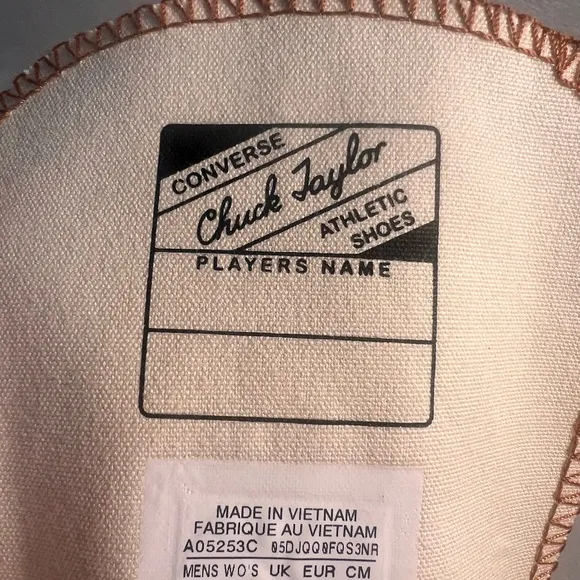 CONVERSE
Chuck Taylor
ATHLETIC
SHOES
PLAYERS NAME
MADE IN VIETNAM
FABRIQUE AU VIETNAM
A05253C 05DJQQ0FQS3NR
MENS WO'S UK EUR CM